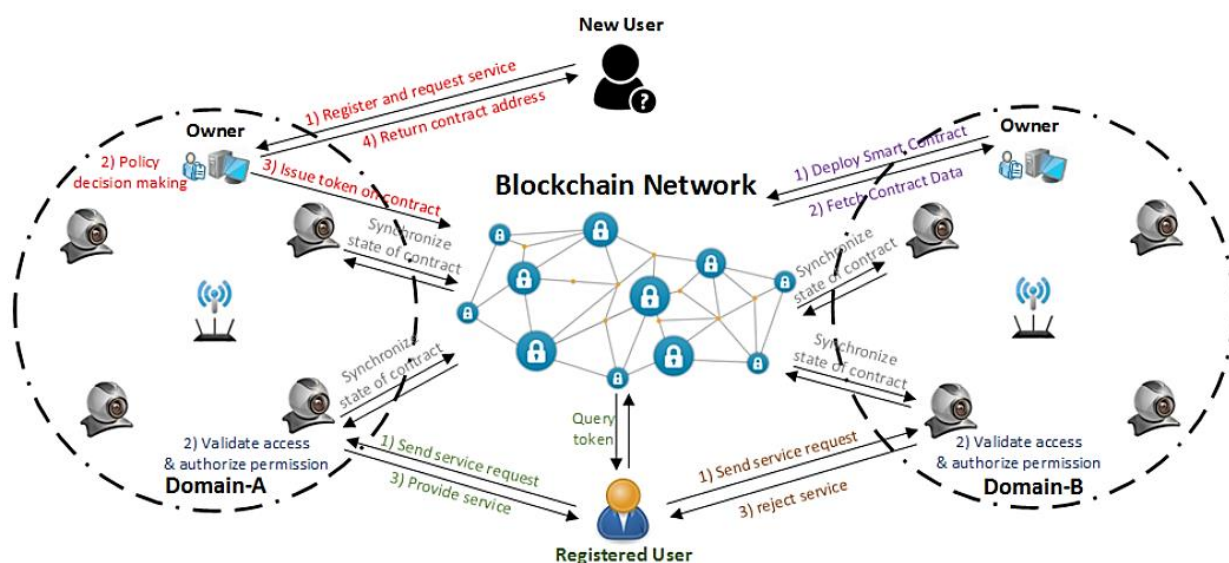 New User
1) Register and request service
4) Return contract address
Owner
2) Policy
decision making
3) Issue token on contract
Blockchain Network
Owner
1) Deploy Smart Contract
2) Fetch Contract Data
Synchronize
state of contract
Synchronize
state of contract
Synchronize
state of contract
Synchronize
state of contract
2) Validate access
& authorize permission
Domain-A
1) Send service request
3) Provide service
Query
token
1) Send service request
3) reject service
2) Validate access
& authorize permission
Domain-B
Registered User
?